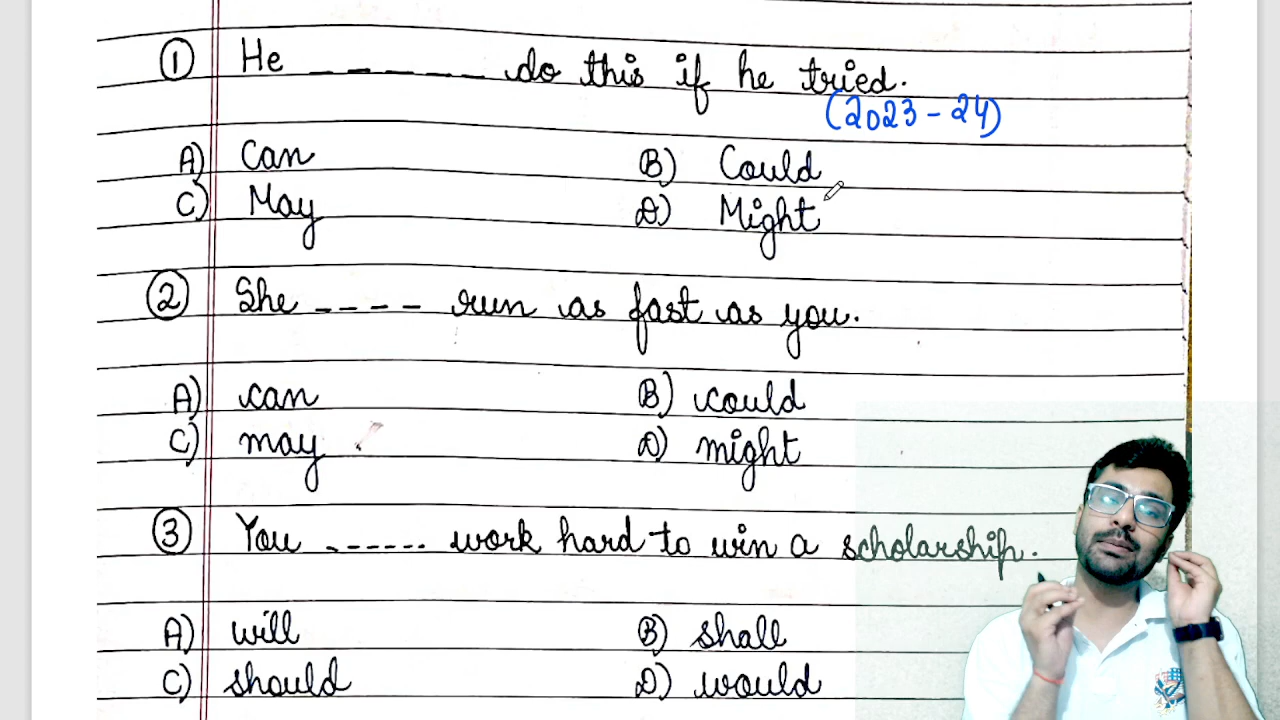 ① He _ _ _ _ _ do this if he tried.
(2023-24)
A) Can B) Could
C) May D) Might
② She _ _ _ _ run as fast as you.
A) can B) could
C) may D) might
③ You ------ work hard to win a scholarship.
A) will B) shall
C) should D) would